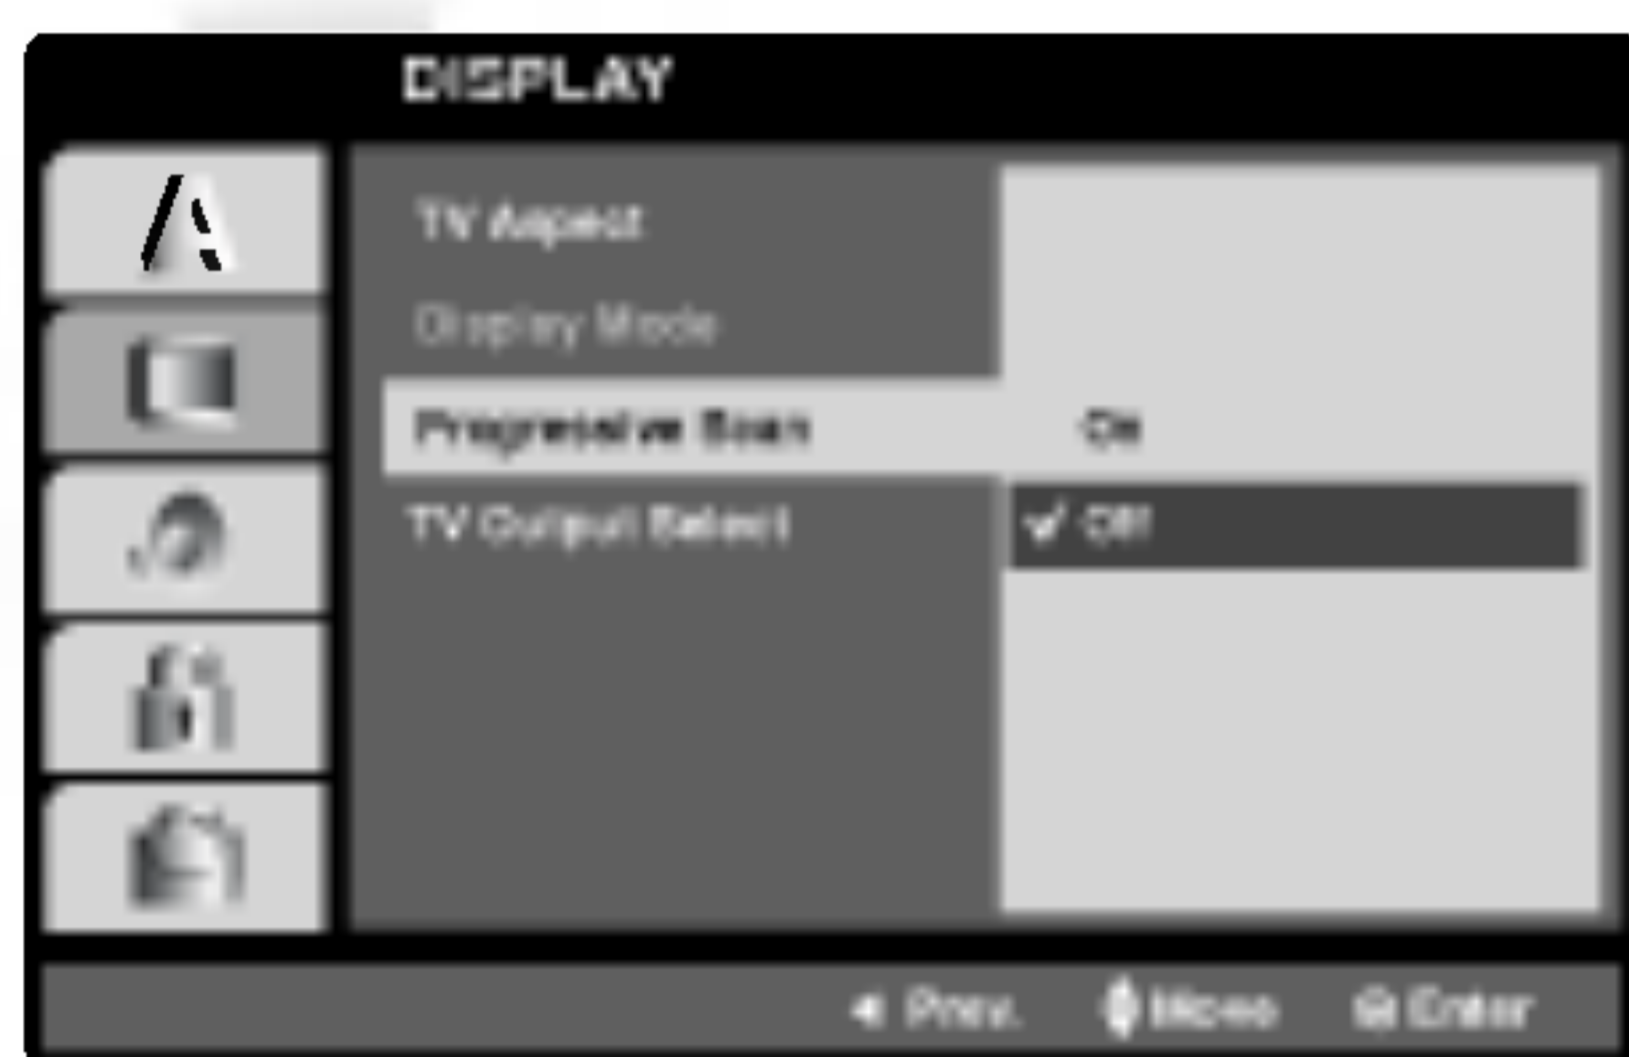 DISPLAY
TV Aspect
Display Mode
Progressive Scan On
TV Output Select ✓ Off
Prev. Move Enter